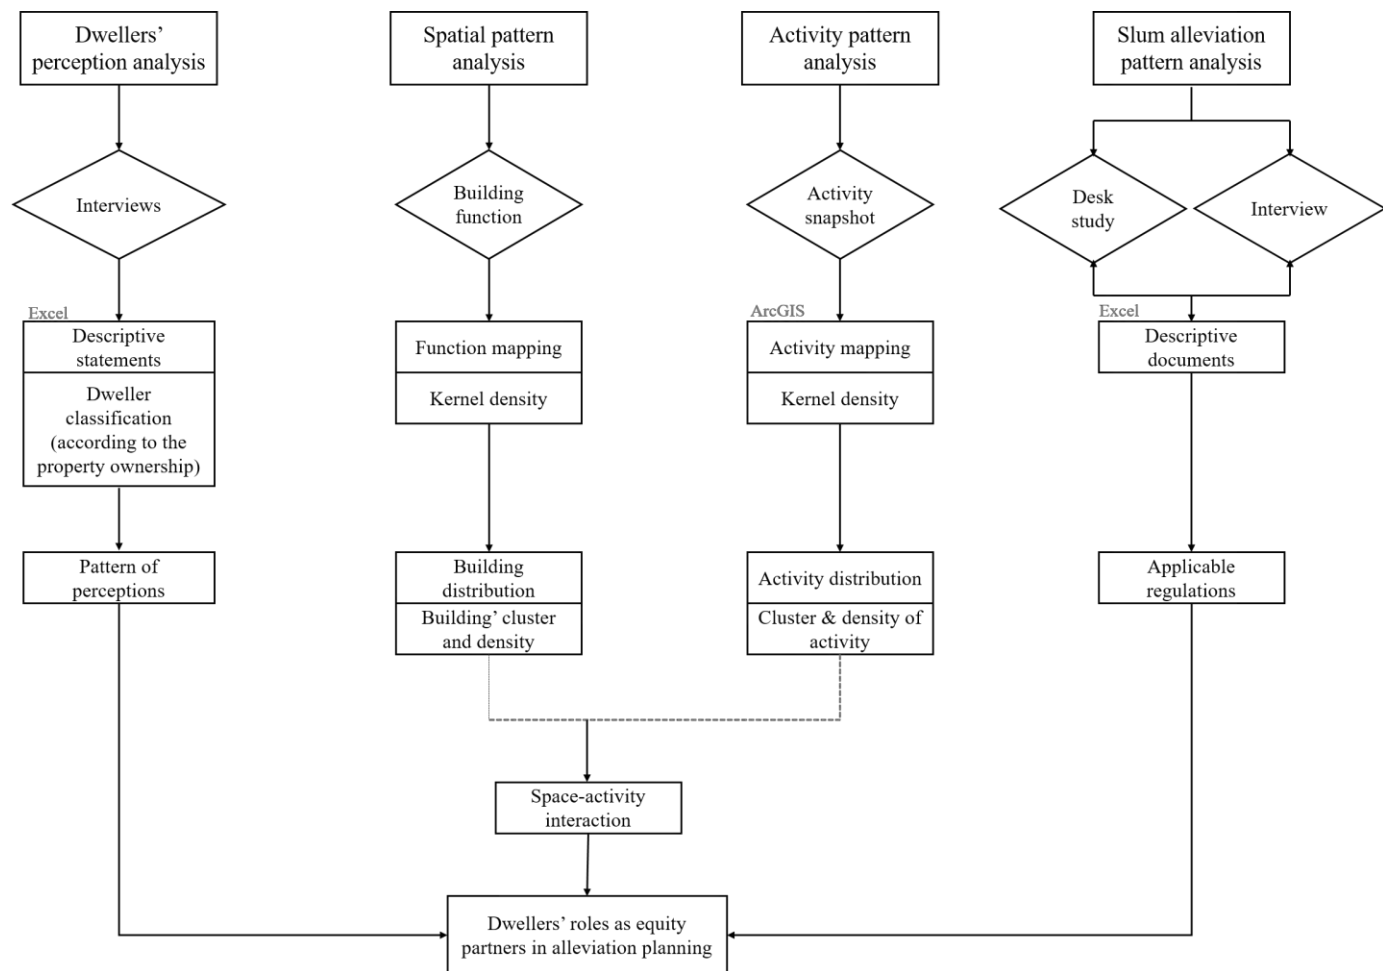 Dwellers’
perception analysis
Spatial pattern
analysis
Activity pattern
analysis
Slum alleviation
pattern analysis
Interviews
Building
function
Activity
snapshot
Desk
study
Interview
Excel
Descriptive
statements
Dweller
classification
(according to the
property ownership)
Function mapping
Kernel density
ArcGIS
Activity mapping
Kernel density
Excel
Descriptive
documents
Pattern of
perceptions
Building
distribution
Building’ cluster
and density
Activity distribution
Cluster & density of
activity
Applicable
regulations
Space-activity
interaction
Dwellers’ roles as equity
partners in alleviation planning